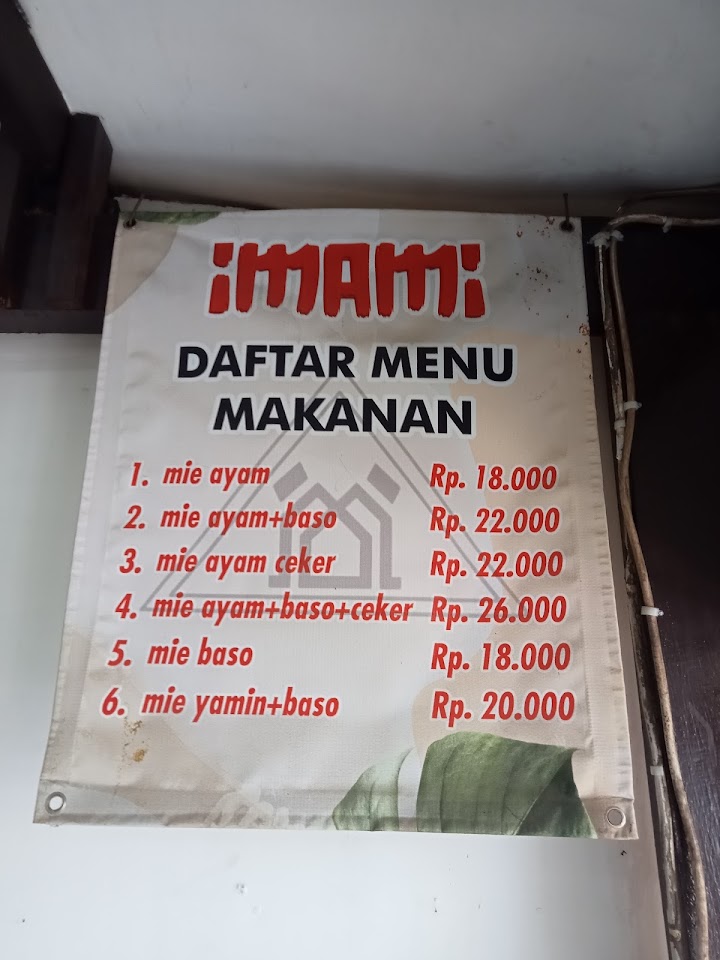 imami
DAFTAR MENU
MAKANAN
1. mie ayam Rp. 18.000
2. mie ayam+baso Rp. 22.000
3. mie ayam ceker Rp. 22.000
4. mie ayam+baso+ceker Rp. 26.000
5. mie baso Rp. 18.000
6. mie yamin+baso Rp. 20.000